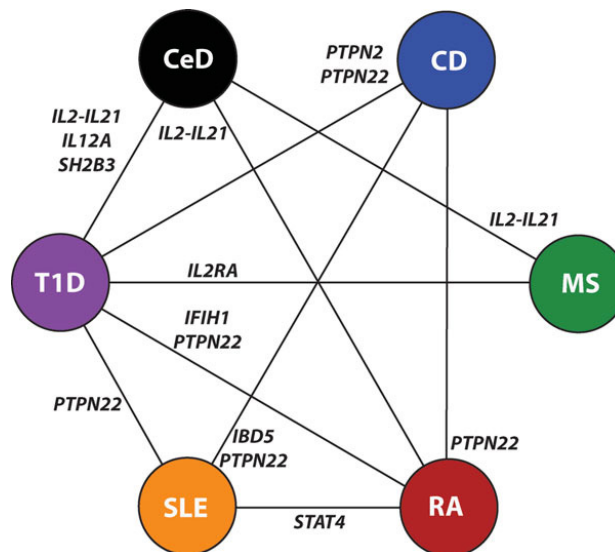 CeD
CD
PTPN2
PTPN22
IL2-IL21
IL12A
SH2B3
IL2-IL21
IL2-IL21
T1D
IL2RA
MS
IFIH1
PTPN22
PTPN22
IBD5
PTPN22
PTPN22
SLE
STAT4
RA